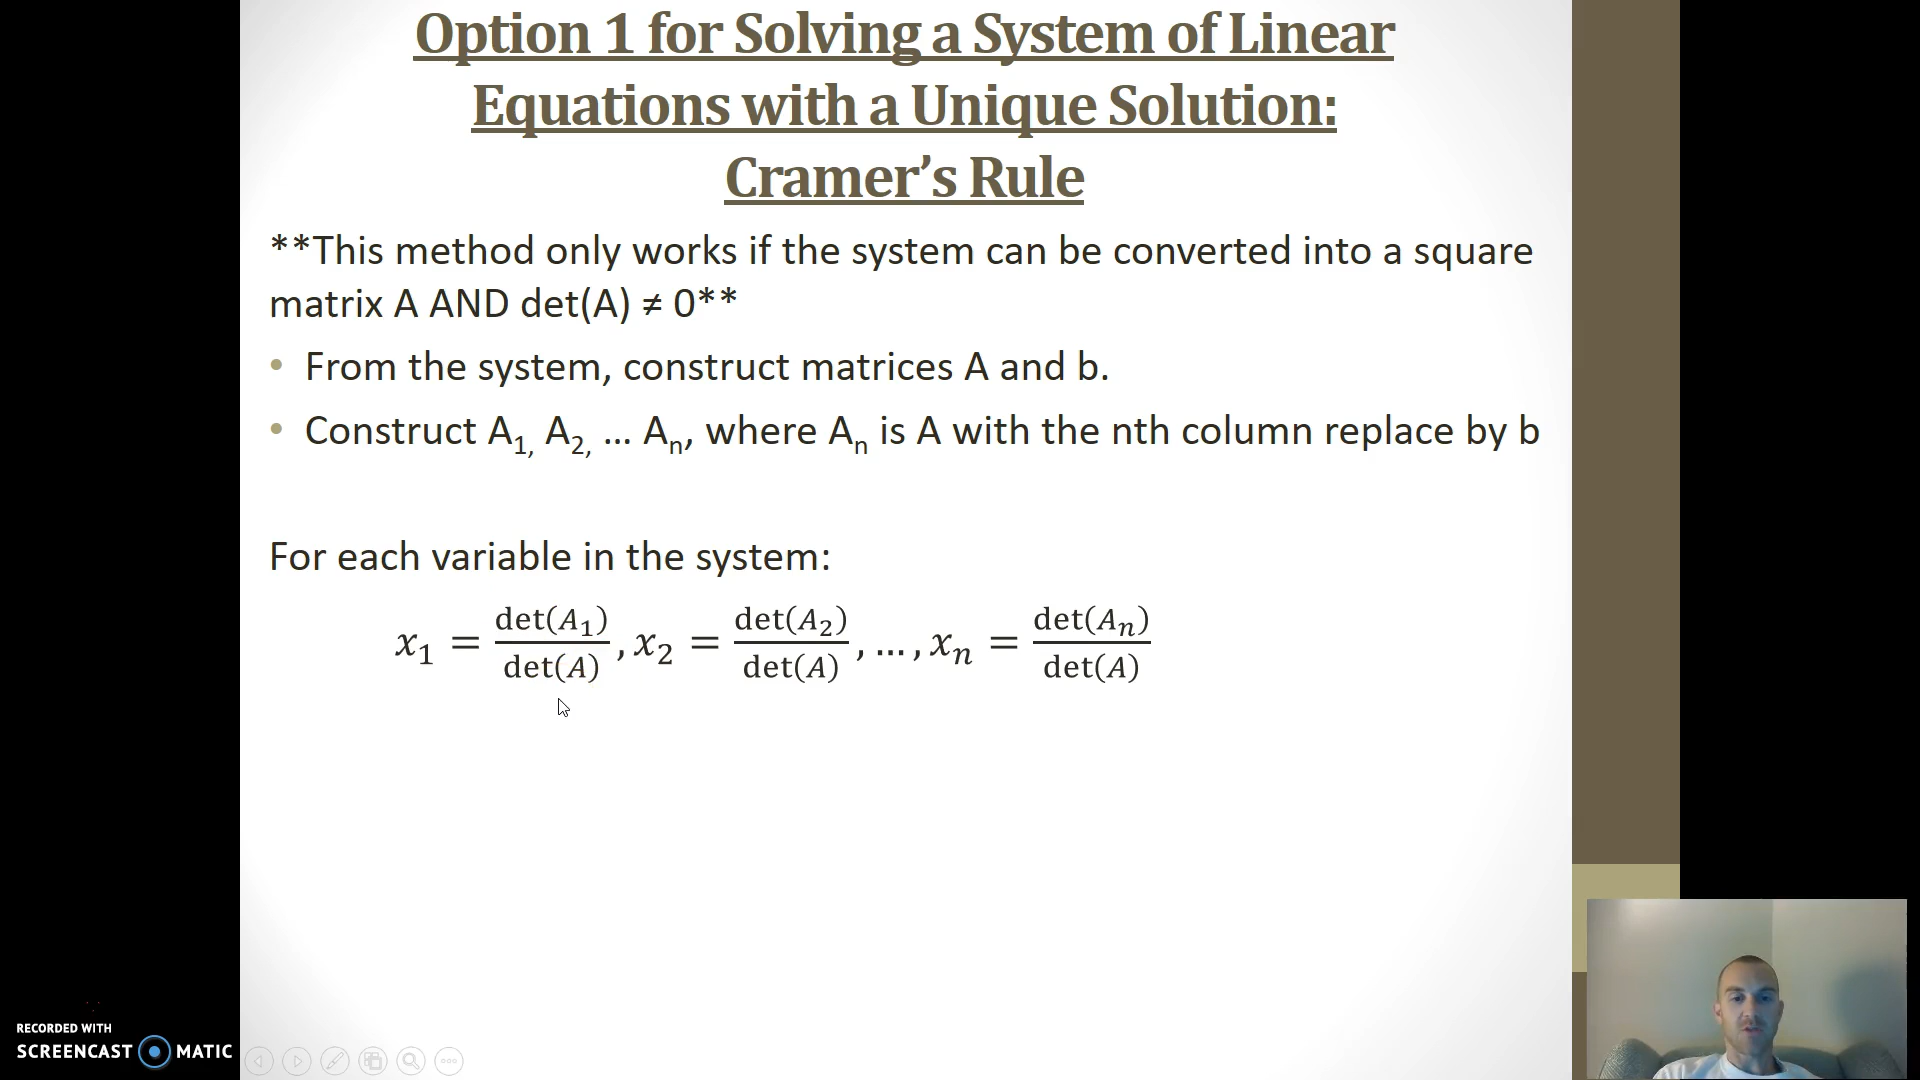 Option 1 for Solving a System of Linear
Equations with a Unique Solution:
Cramer’s Rule
**This method only works if the system can be converted into a square
matrix A AND det(A) ≠ 0**
• From the system, construct matrices A and b.
• Construct A₁, A₂, … Aₙ, where Aₙ is A with the nth column replace by b
For each variable in the system:
x₁ = det(A₁)/det(A), x₂ = det(A₂)/det(A), …, xₙ = det(Aₙ)/det(A)
RECORDED WITH
SCREENCAST MATIC